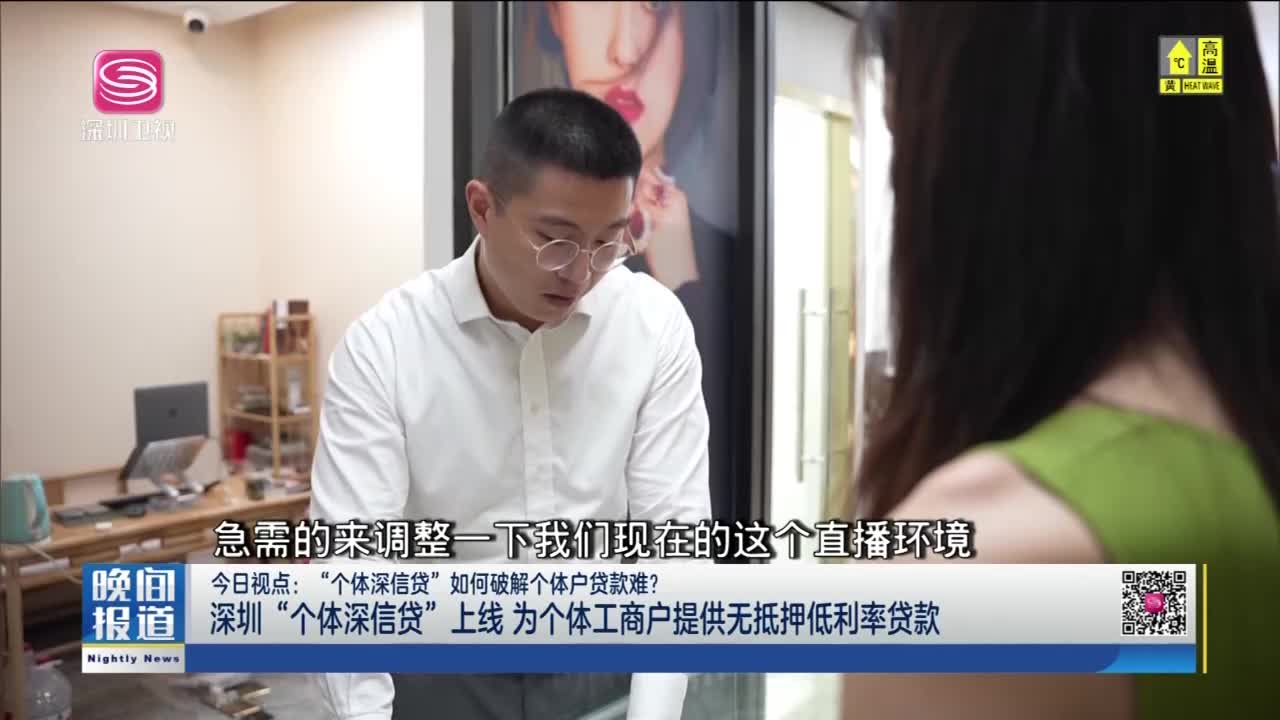 深圳卫视
高温
℃
黄 HEAT WAVE
急需的来调整一下我们现在的这个直播环境
晚间报道
今日视点：“个体深信贷”如何破解个体户贷款难？
深圳“个体深信贷”上线 为个体工商户提供无抵押低利率贷款
Nightly News